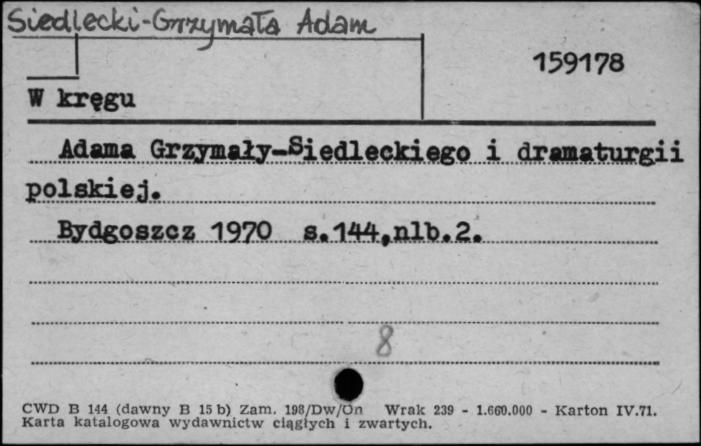 Siedlecki-Grzymała Adam
159178
W kręgu
Adama Grzymały-Siedleckiego i dramaturgii
polskiej.
Bydgoszcz 1970 s.144,nlb.2.
8
CWD B 144 (dawny B 15 b) Zam. 198/Dw/On Wrak 239 - 1.660.000 - Karton IV.71.
Karta katalogowa wydawnictw ciągłych i zwartych.